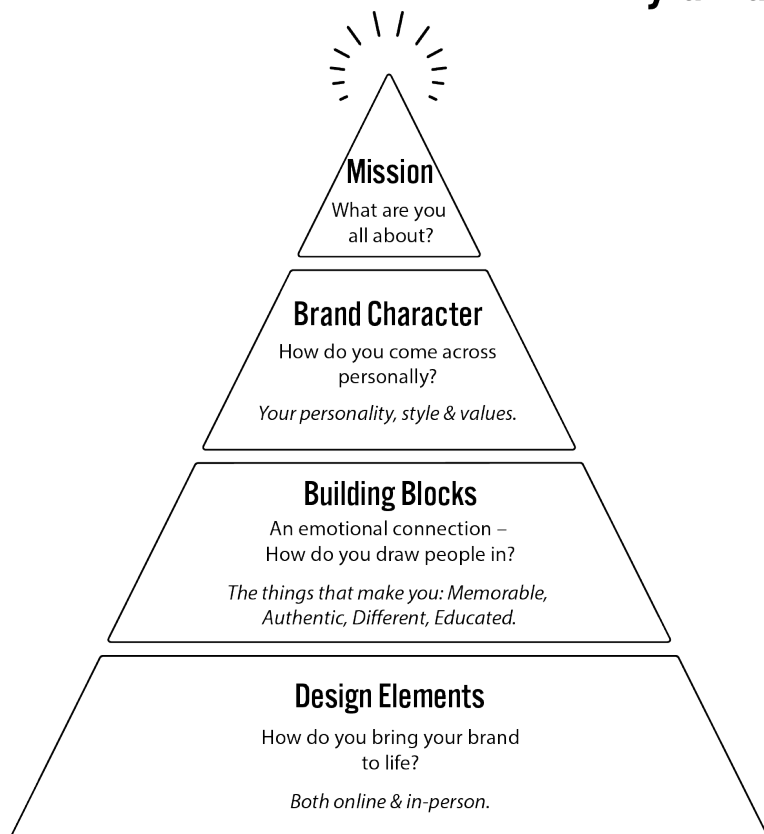 Mission
What are you
all about?
Brand Character
How do you come across
personally?
Your personality, style & values.
Building Blocks
An emotional connection –
How do you draw people in?
The things that make you: Memorable,
Authentic, Different, Educated.
Design Elements
How do you bring your brand
to life?
Both online & in-person.